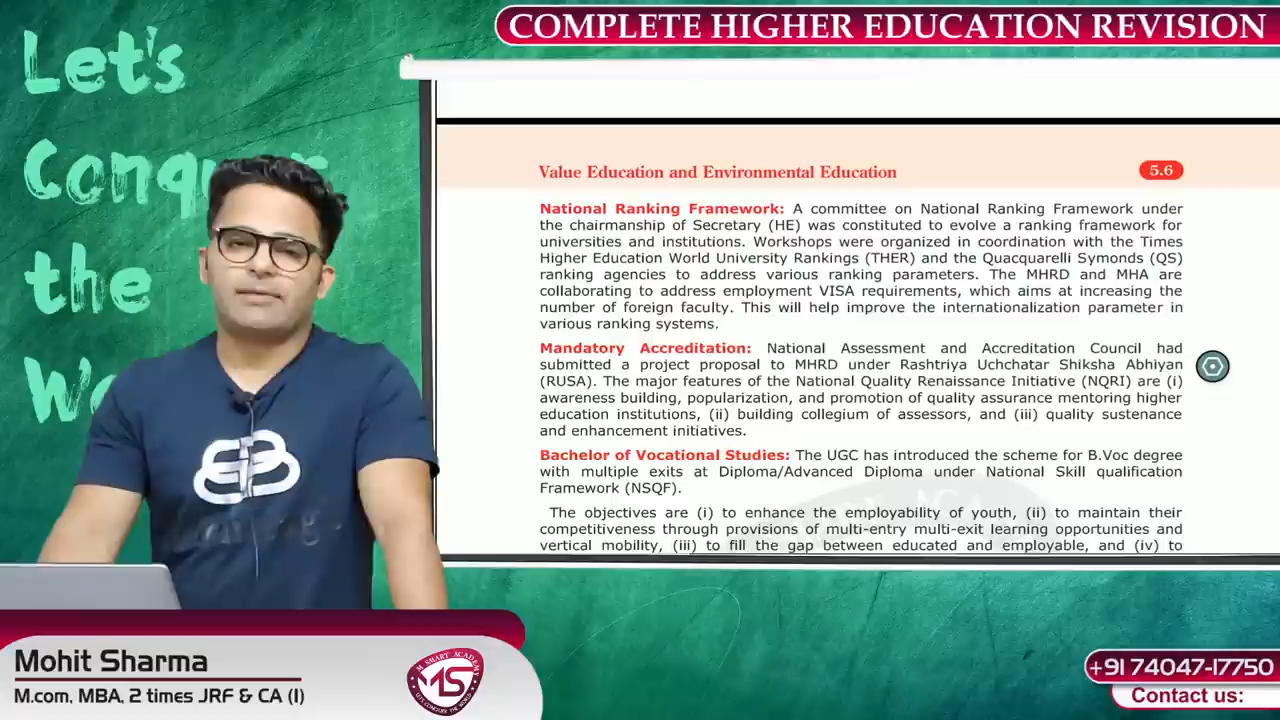 COMPLETE HIGHER EDUCATION REVISION
Let's
Conqu
the
Wo
Value Education and Environmental Education
5.6
National Ranking Framework: A committee on National Ranking Framework under
the chairmanship of Secretary (HE) was constituted to evolve a ranking framework for
universities and institutions. Workshops were organized in coordination with the Times
Higher Education World University Rankings (THER) and the Quacquarelli Symonds (QS)
ranking agencies to address various ranking parameters. The MHRD and MHA are
collaborating to address employment VISA requirements, which aims at increasing the
number of foreign faculty. This will help improve the internationalization parameter in
various ranking systems.
Mandatory Accreditation: National Assessment and Accreditation Council had
submitted a project proposal to MHRD under Rashtriya Uchchatar Shiksha Abhiyan
(RUSA). The major features of the National Quality Renaissance Initiative (NQRI) are (i)
awareness building, popularization, and promotion of quality assurance mentoring higher
education institutions, (ii) building collegium of assessors, and (iii) quality sustenance
and enhancement initiatives.
Bachelor of Vocational Studies: The UGC has introduced the scheme for B.Voc degree
with multiple exits at Diploma/Advanced Diploma under National Skill qualification
Framework (NSQF).
The objectives are (i) to enhance the employability of youth, (ii) to maintain their
competitiveness through provisions of multi-entry multi-exit learning opportunities and
vertical mobility, (iii) to fill the gap between educated and employable, and (iv) to
Mohit Sharma
M.com, MBA, 2 times JRF & CA (I)
M SMART ACADEMY
MS
LETS CONQUER THE WORLD
+91 74047-17750
Contact us: